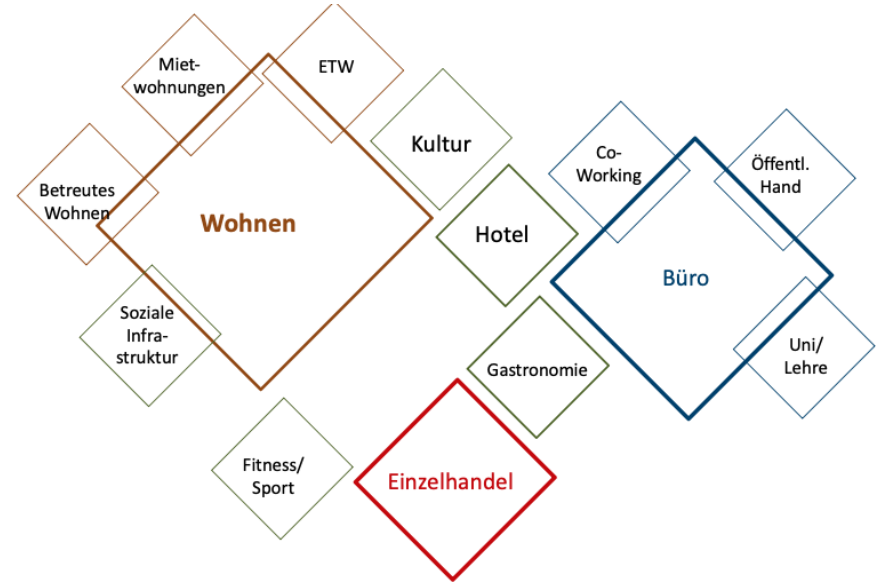 Miet-
wohnungen
ETW
Kultur
Co-
Working
Öffentl.
Hand
Betreutes
Wohnen
Wohnen
Hotel
Büro
Soziale
Infra-
struktur
Gastronomie
Uni/
Lehre
Fitness/
Sport
Einzelhandel